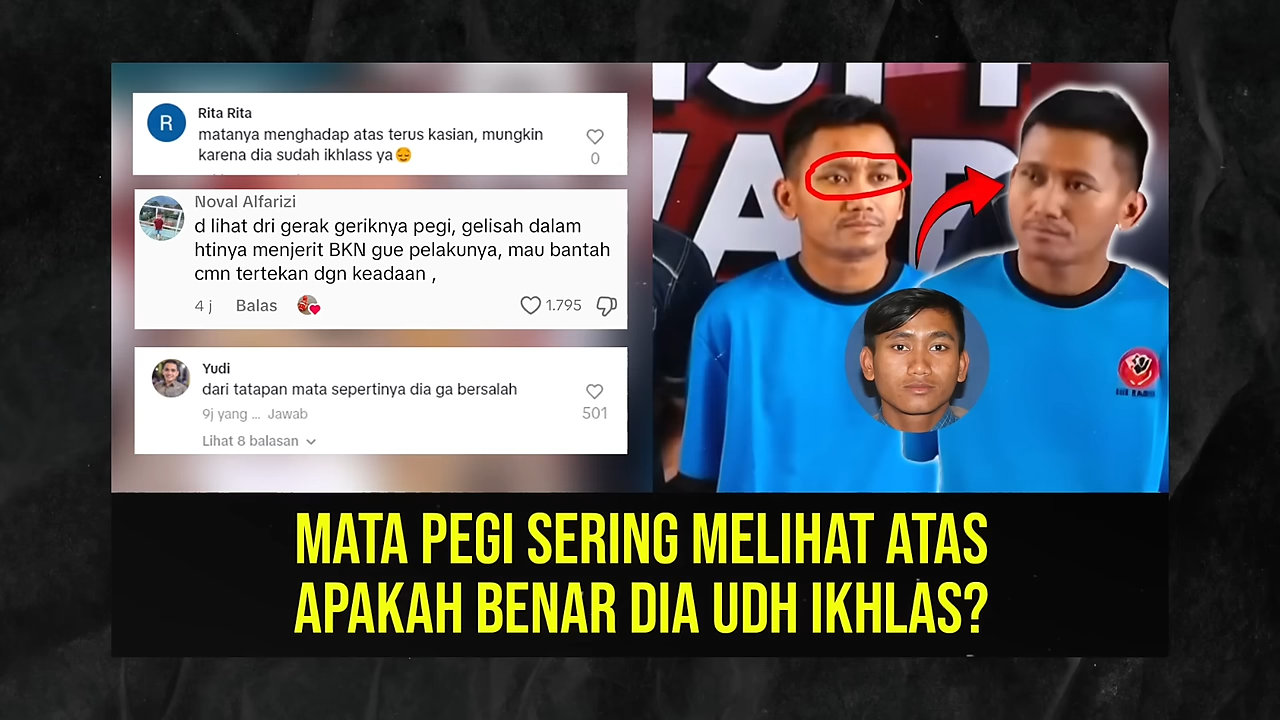 R
Rita Rita
matanya menghadap atas terus kasian, mungkin
karena dia sudah ikhlass ya😔
0
Noval Alfarizi
d lihat dri gerak geriknya pegi, gelisah dalam
htinya menjerit BKN gue pelakunya, mau bantah
cmn tertekan dgn keadaan ,
4 j Balas 1.795
Yudi
dari tatapan mata sepertinya dia ga bersalah
9j yang ... Jawab 501
Lihat 8 balasan
MATA PEGI SERING MELIHAT ATAS
APAKAH BENAR DIA UDH IKHLAS?